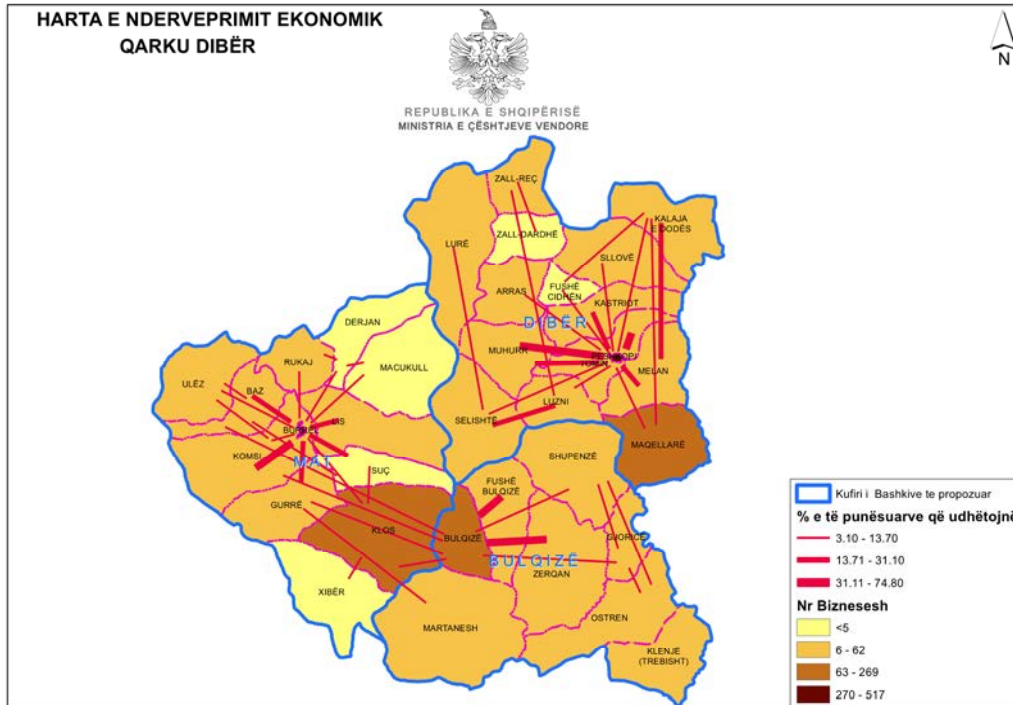 HARTA E NDERVEPRIMIT EKONOMIK
QARKU DIBËR
N
REPUBLIKA E SHQIPËRISË
MINISTRIA E ÇËSHTJEVE VENDORE
ZALL-REÇ
KALAJA
E DODËS
ZALL-DARDHË
LURË
SLLOVË
FUSHË
CIDHËN
ARRAS
KASTRIOT
DIBËR
DERJAN
MUHURR
MELAN
RUKAJ
MACUKULL
ULËZ
BAZ
LUZNI
SELISHTË
LIS
BURREL
MAQELLARË
KOMSI
MAT
SUÇ
SHUPENZË
FUSHË
BULQIZË
GURRË
KLOS
BULQIZË
GJORICË
BULQIZË
ZERQAN
XIBËR
OSTREN
MARTANESH
KLENJË
(TREBISHT)
Kufiri i Bashkive te propozuar
% e të punësuarve që udhëtojnë
3.10 - 13.70
13.71 - 31.10
31.11 - 74.80
Nr Biznesesh
<5
6 - 62
63 - 269
270 - 517